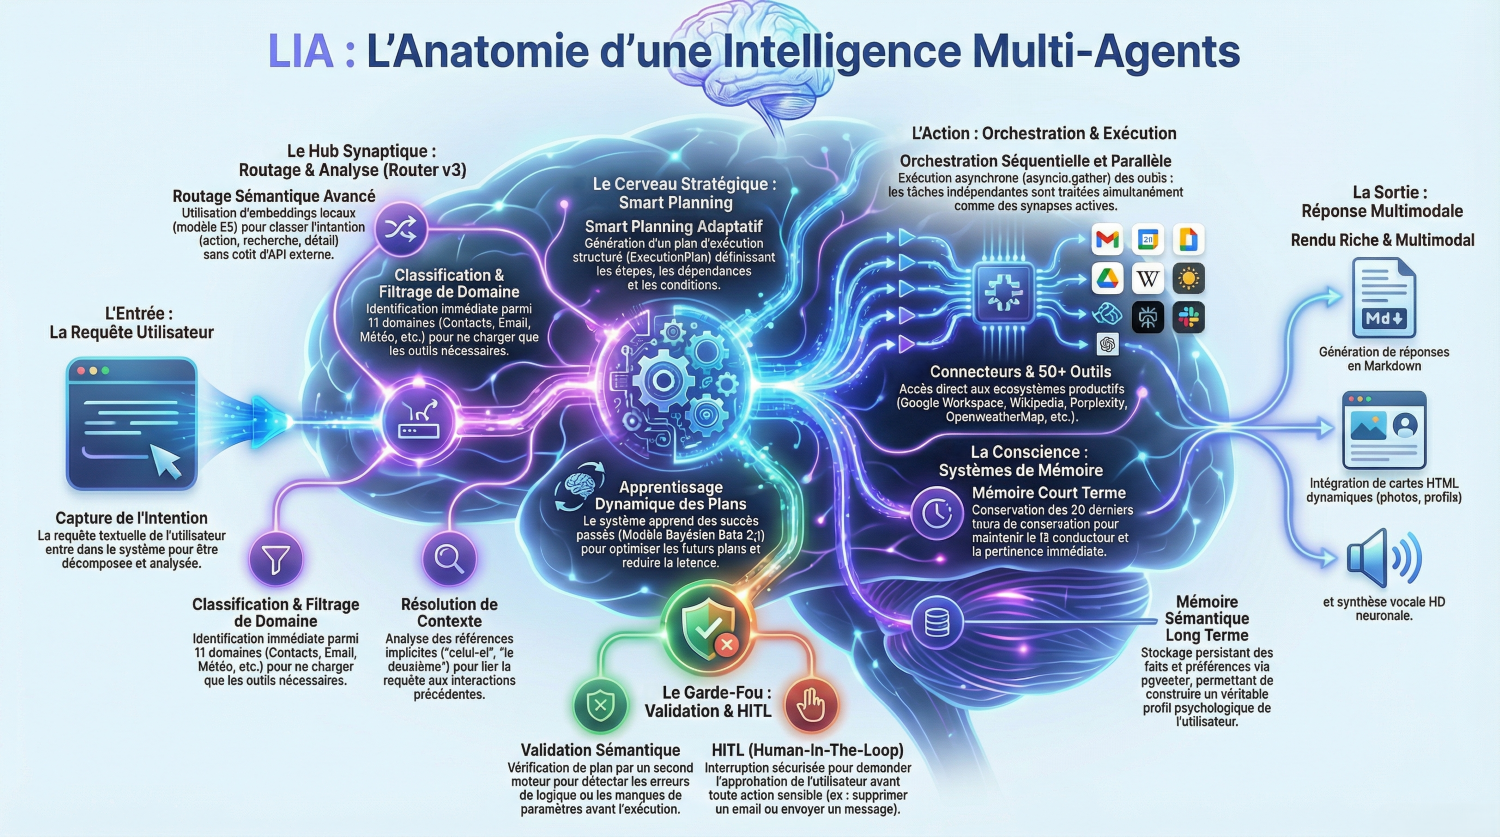 LIA : L'Anatomie d'une Intelligence Multi-Agents
L'Entrée :
La Requête Utilisateur
Capture de l'Intention
La requête textuelle de l'utilisateur
entre dans le système pour être
décomposee et analysée.
Le Hub Synaptique :
Routage & Analyse (Router v3)
Routage Sémantique Avancé
Utilisation d'embeddings locaux
(modèle E5) pour classer l'intention
(action, recherche, détail)
sans cotit d'API externe.
Classification &
Filtrage de Domaine
Identification immédiate parmi
11 domaines (Contacts, Email,
Météo, etc.) pour ne charger que
les outils nécessaires.
Classification & Filtrage
de Domaine
Identification immédiate parmi
11 domaines (Contacts, Email,
Météo, etc.) pour ne charger
que les outils nécessaires.
Résolution de
Contexte
Analyse des références
implicites ("celui-el", "le
deuxième") pour lier la
requête aux interactions
précédentes.
Le Cerveau Stratégique :
Smart Planning
Smart Planning Adaptatif
Génération d'un plan d'exécution
structuré (ExecutionPlan) définissant
les étepes, les dépendances
et les conditions.
Apprentissage
Dynamique des Plans
Le système apprend des succès
passés (Modèle Bayésien Bata 2;1)
pour optimiser les futurs plans et
reduire la letence.
Le Garde-Fou :
Validation & HITL
Validation Sémantique
Vérification de plan par un second
moteur pour détectar les erreurs
de logique ou les manques de
paramètres avant l'exécution.
HITL (Human-In-The-Loop)
Interruption sécurisée pour demander
l'approhation de l'utilisateur avant
toute action sensible (ex : supprimer
un email ou envoyer un message).
L'Action : Orchestration & Exécution
Orchestration Séquentielle et Parallèle
Exécution asynchrone (asyncio.gather) des oubis :
les tâches indépendantes sont traitées aimultanément
comme des synapses actives.
W
Connecteurs & 50+ Outils
Accès direct aux ecosystèmes productifs
(Google Workspace, Wikipedia, Porplexity,
OpenweatherMap, etc.).
La Conscience :
Systèmes de Mémoire
Mémoire Court Terme
Conservation des 20 dérniers
de conservation pour
maintenir le conductour et
la pertinence immédiate.
Mémoire
Sémantique
Long Terme
Stockage persistant des
faits et préférences via
pgveeter, permettant de
construire un véritable
profil psychologique de
l'utilisateur.
La Sortie :
Réponse Multimodale
Rendu Riche & Multimodal
Md
Génération de réponses
en Markdown
Intégration de cartes HTML
dynamiques (photos, profils)
et synthèse vocale HD
neuronale.